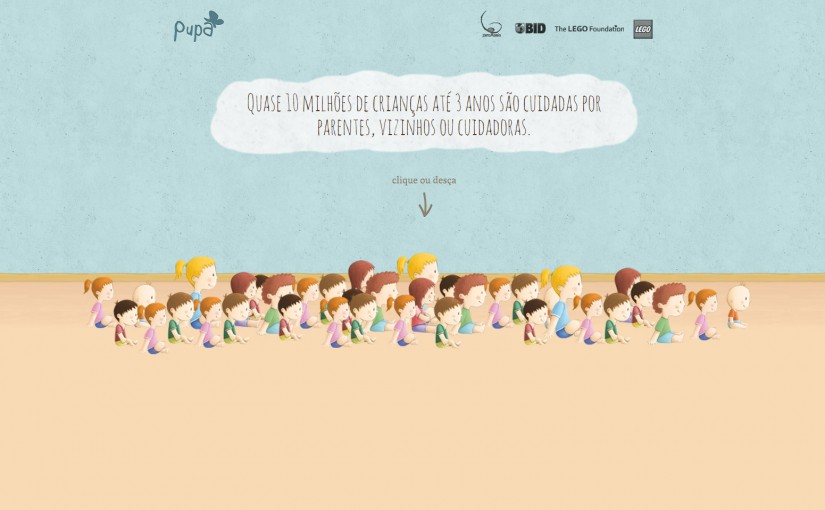 pupa
BID
The LEGO Foundation
LEGO
Quase 10 milhões de crianças até 3 anos são cuidadas por
parentes, vizinhos ou cuidadoras.
clique ou desça